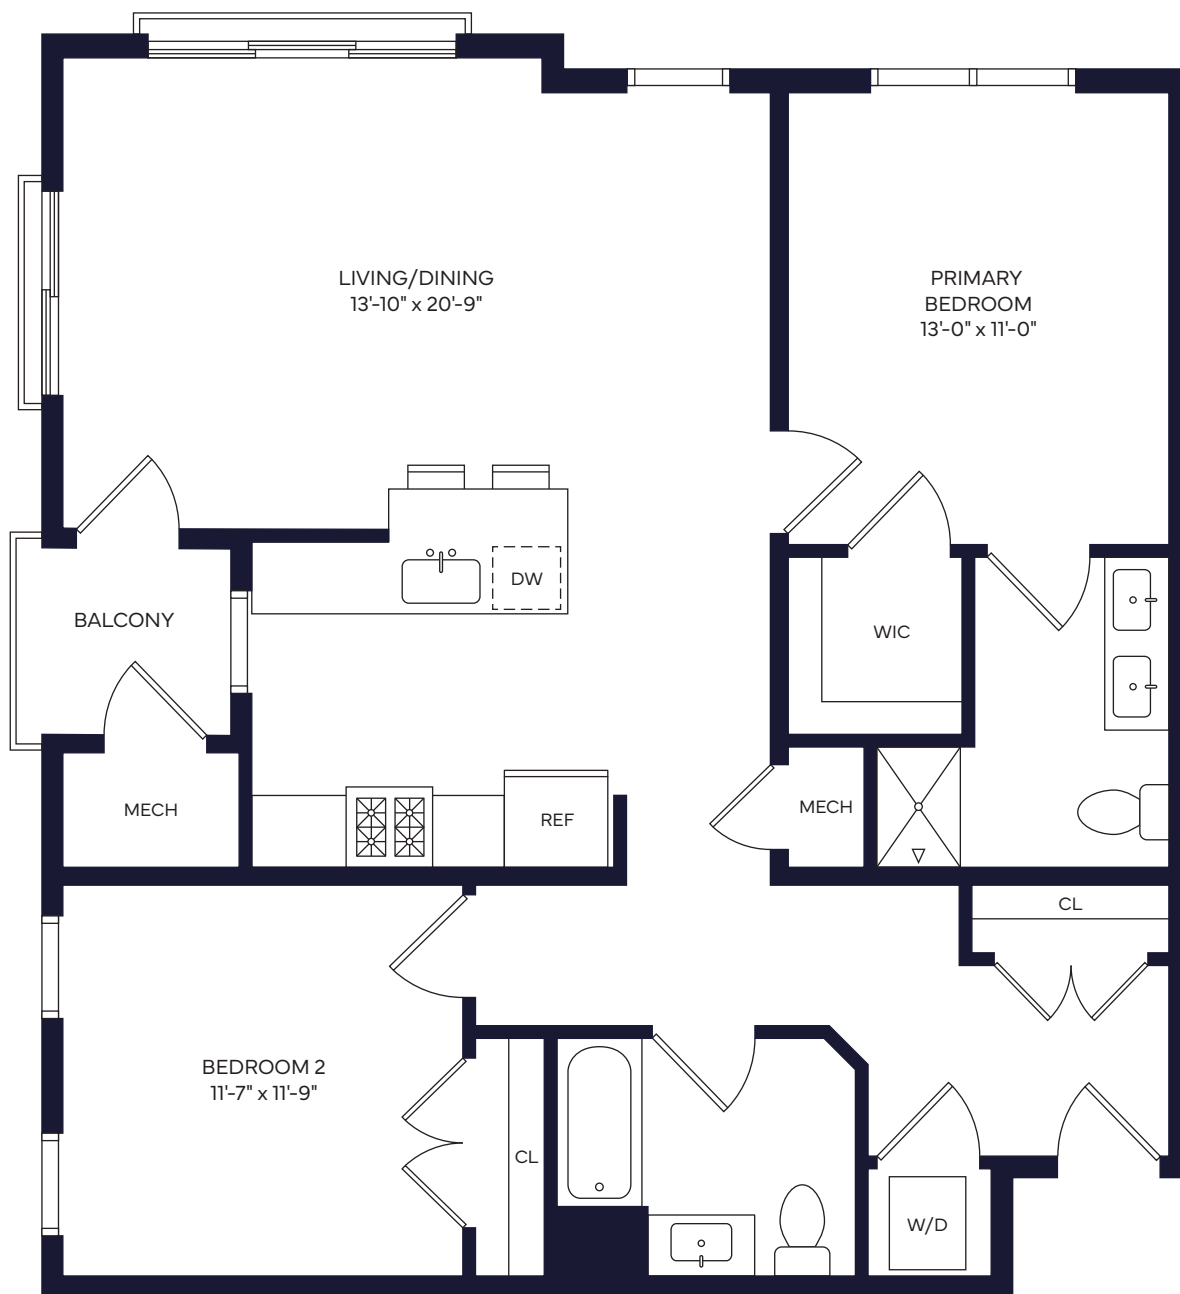 LIVING/DINING
13'-10" x 20'-9"
PRIMARY
BEDROOM
13'-0" x 11'-0"
DW
BALCONY
WIC
MECH
MECH
REF
CL
BEDROOM 2
11'-7" x 11'-9"
CL
W/D